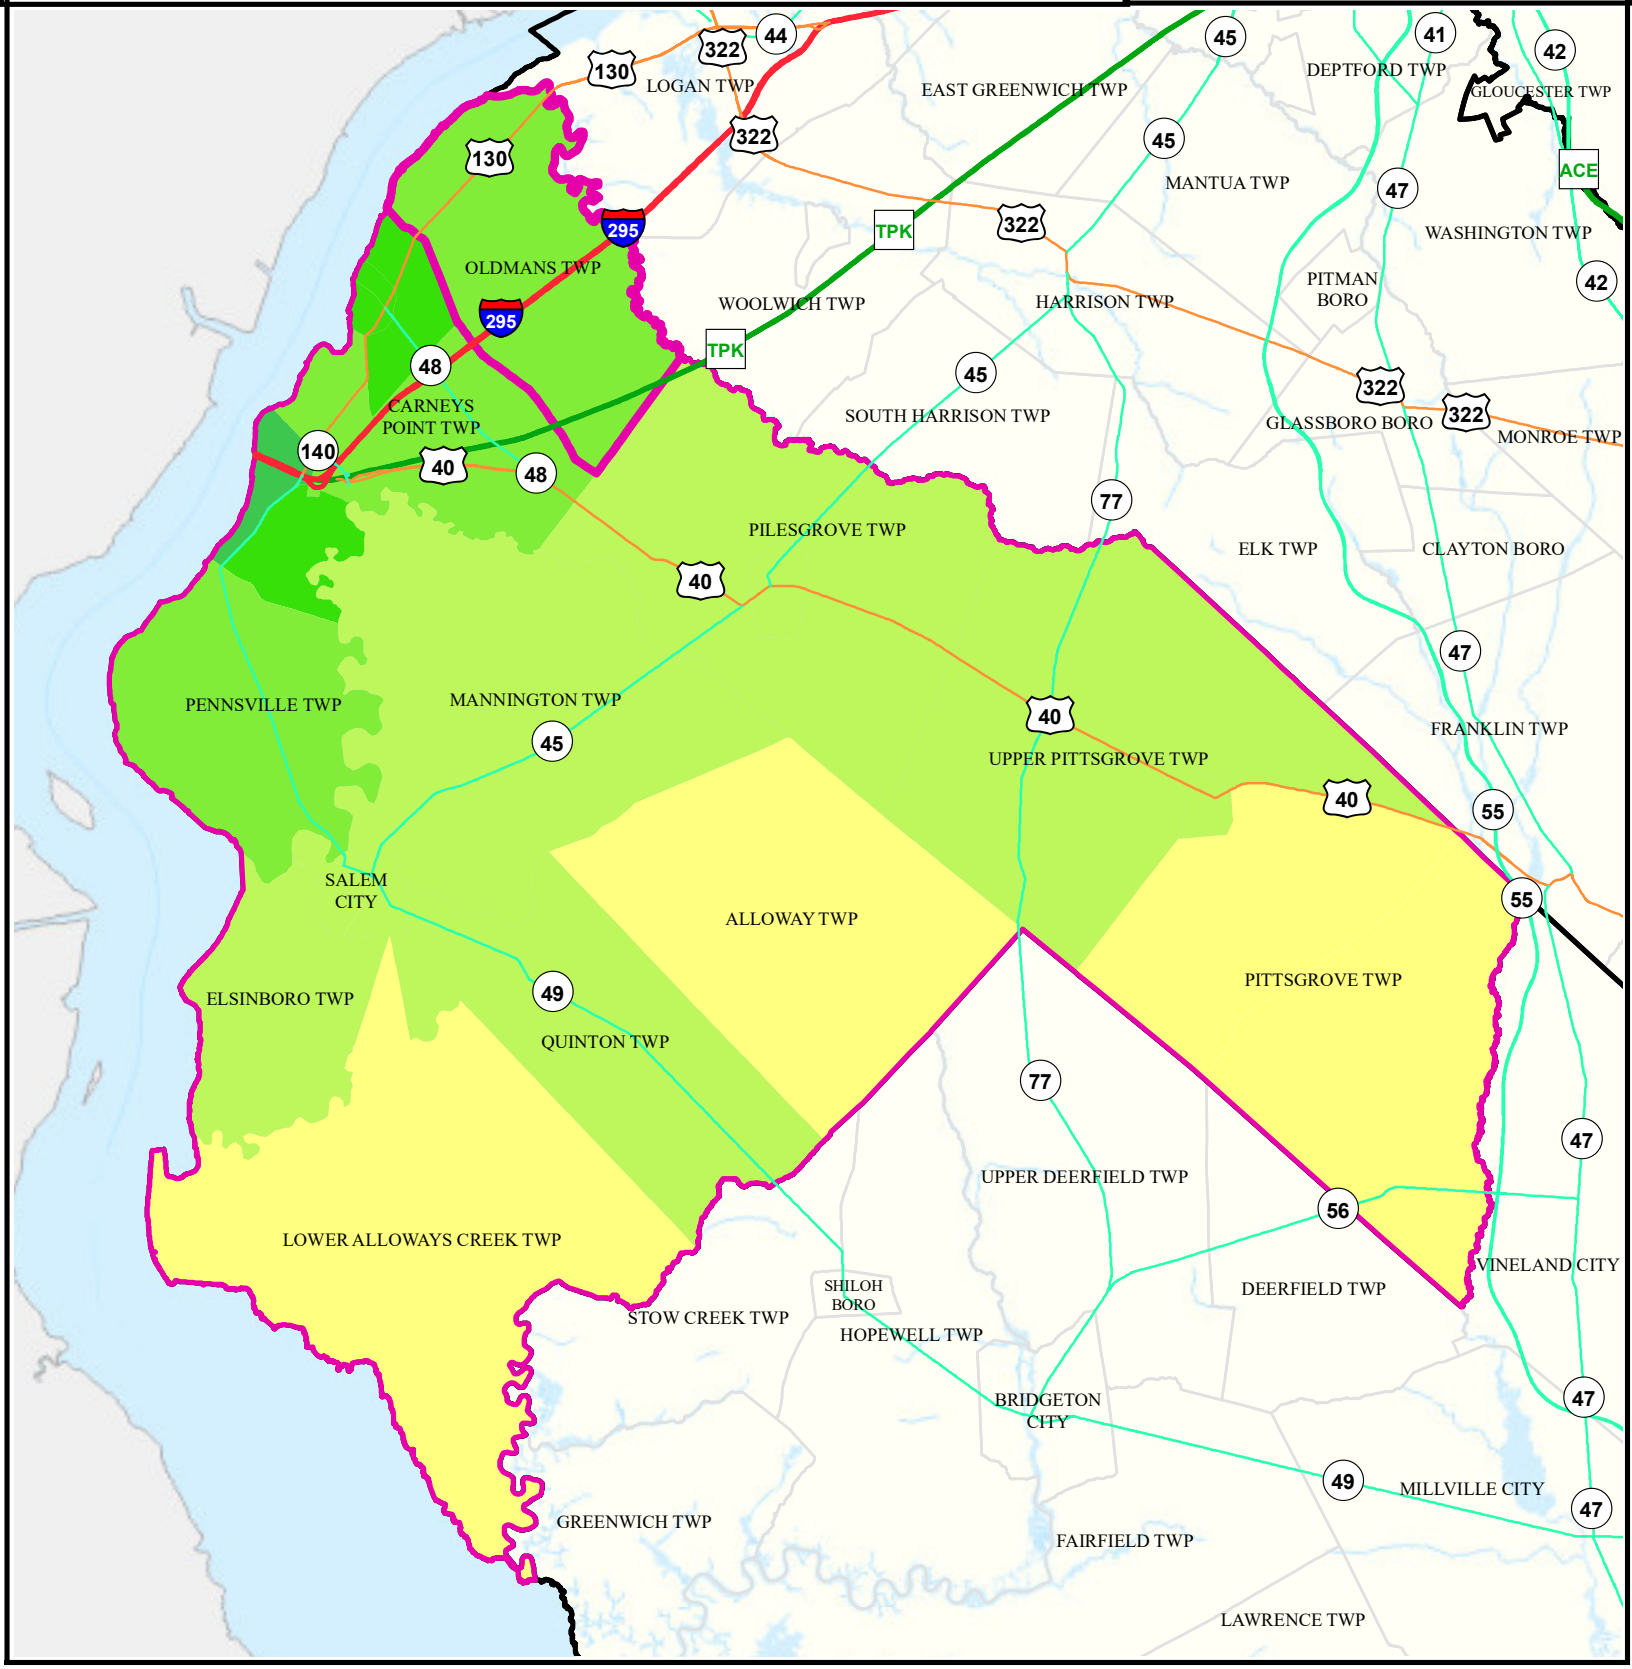 44
45
41
42
322
130
LOGAN TWP
EAST GREENWICH TWP
DEPTFORD TWP
GLOUCESTER TWP
322
45
130
ACE
MANTUA TWP
47
295
TPK
322
WASHINGTON TWP
OLDMANS TWP
42
PITMAN
BORO
WOOLWICH TWP
HARRISON TWP
295
TPK
48
45
322
322
CARNEYS
POINT TWP
SOUTH HARRISON TWP
GLASSBORO BORO
MONROE TWP
140
40
48
77
PILESGROVE TWP
ELK TWP
CLAYTON BORO
40
47
PENNSVILLE TWP
MANNINGTON TWP
40
FRANKLIN TWP
45
UPPER PITTSGROVE TWP
40
55
SALEM
CITY
55
ALLOWAY TWP
PITTSGROVE TWP
ELSINBORO TWP
49
QUINTON TWP
77
47
UPPER DEERFIELD TWP
56
LOWER ALLOWAYS CREEK TWP
VINELAND CITY
SHILOH
BORO
DEERFIELD TWP
STOW CREEK TWP
HOPEWELL TWP
BRIDGETON
CITY
47
49
MILLVILLE CITY
47
GREENWICH TWP
FAIRFIELD TWP
LAWRENCE TWP